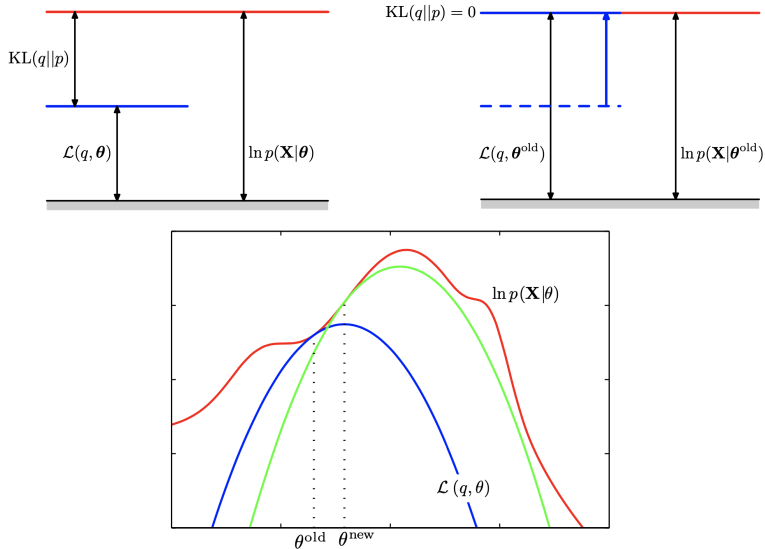 KL(q||p)
ℒ(q, θ)
ln p(X|θ)
KL(q||p) = 0
ℒ(q, θ^old)
ln p(X|θ^old)
ln p(X|θ)
ℒ (q, θ)
θ^old θ^new